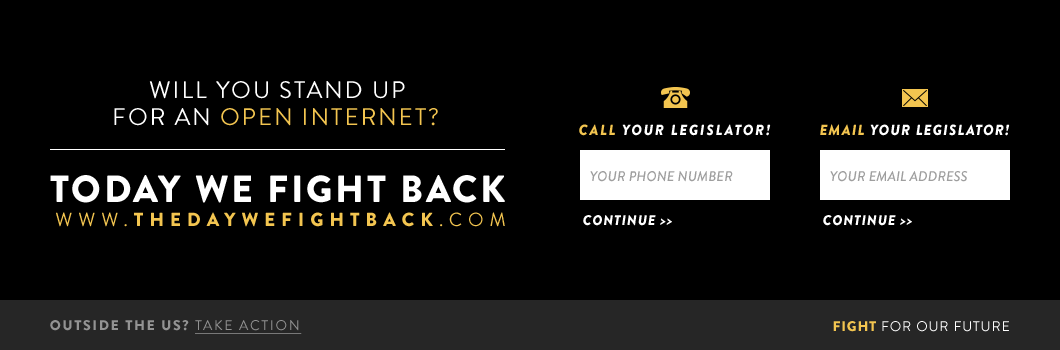 WILL YOU STAND UP
FOR AN OPEN INTERNET?
TODAY WE FIGHT BACK
WWW.THEDAYWEFIGHTBACK.COM
CALL YOUR LEGISLATOR!
YOUR PHONE NUMBER
CONTINUE >>
EMAIL YOUR LEGISLATOR!
YOUR EMAIL ADDRESS
CONTINUE >>
OUTSIDE THE US? TAKE ACTION
FIGHT FOR OUR FUTURE